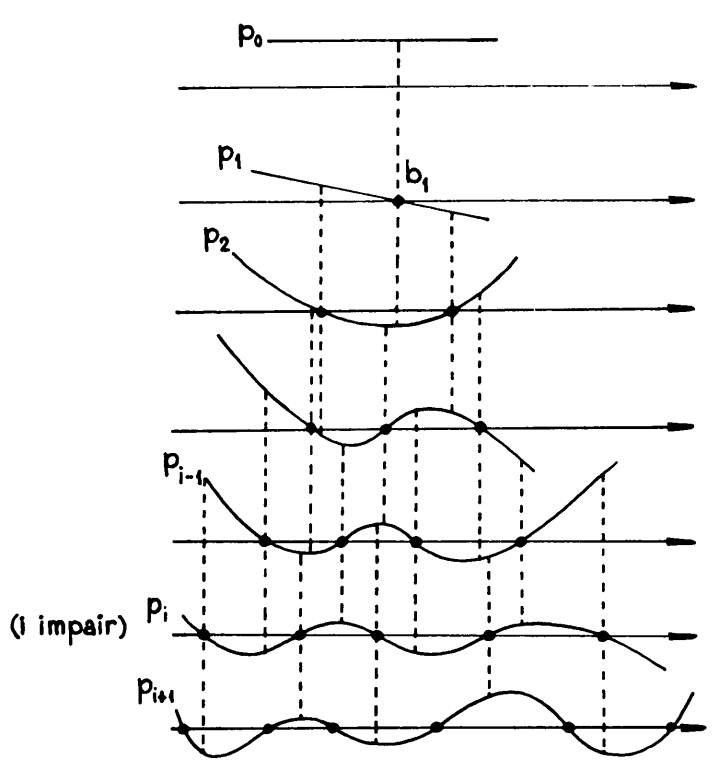 p₀
p₁
b₁
p₂
pᵢ₋₁
(i impair) pᵢ
pᵢ₊₁